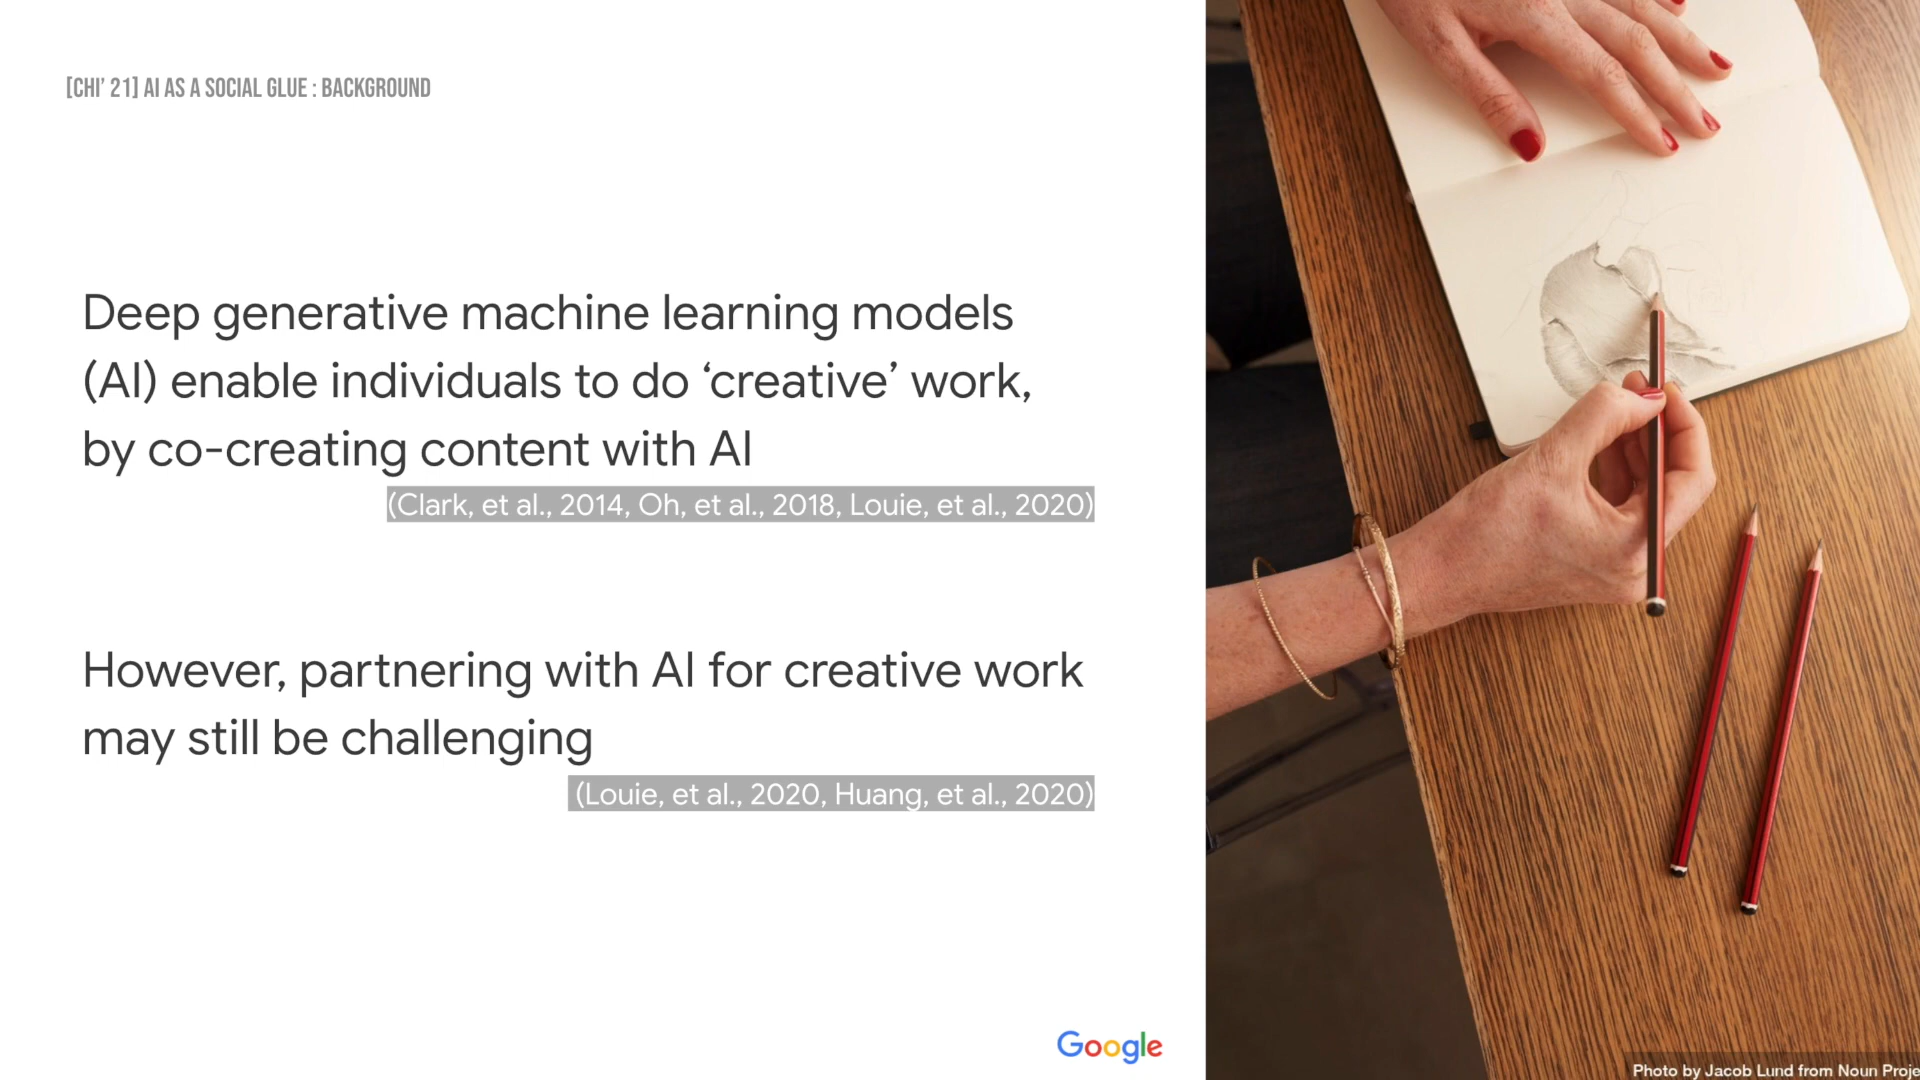 [CHI' 21] AI AS A SOCIAL GLUE : BACKGROUND
Deep generative machine learning models
(AI) enable individuals to do ‘creative’ work,
by co-creating content with AI
(Clark, et al., 2014, Oh, et al., 2018, Louie, et al., 2020)
However, partnering with AI for creative work
may still be challenging
(Louie, et al., 2020, Huang, et al., 2020)
Google
Photo by Jacob Lund from Noun Proje